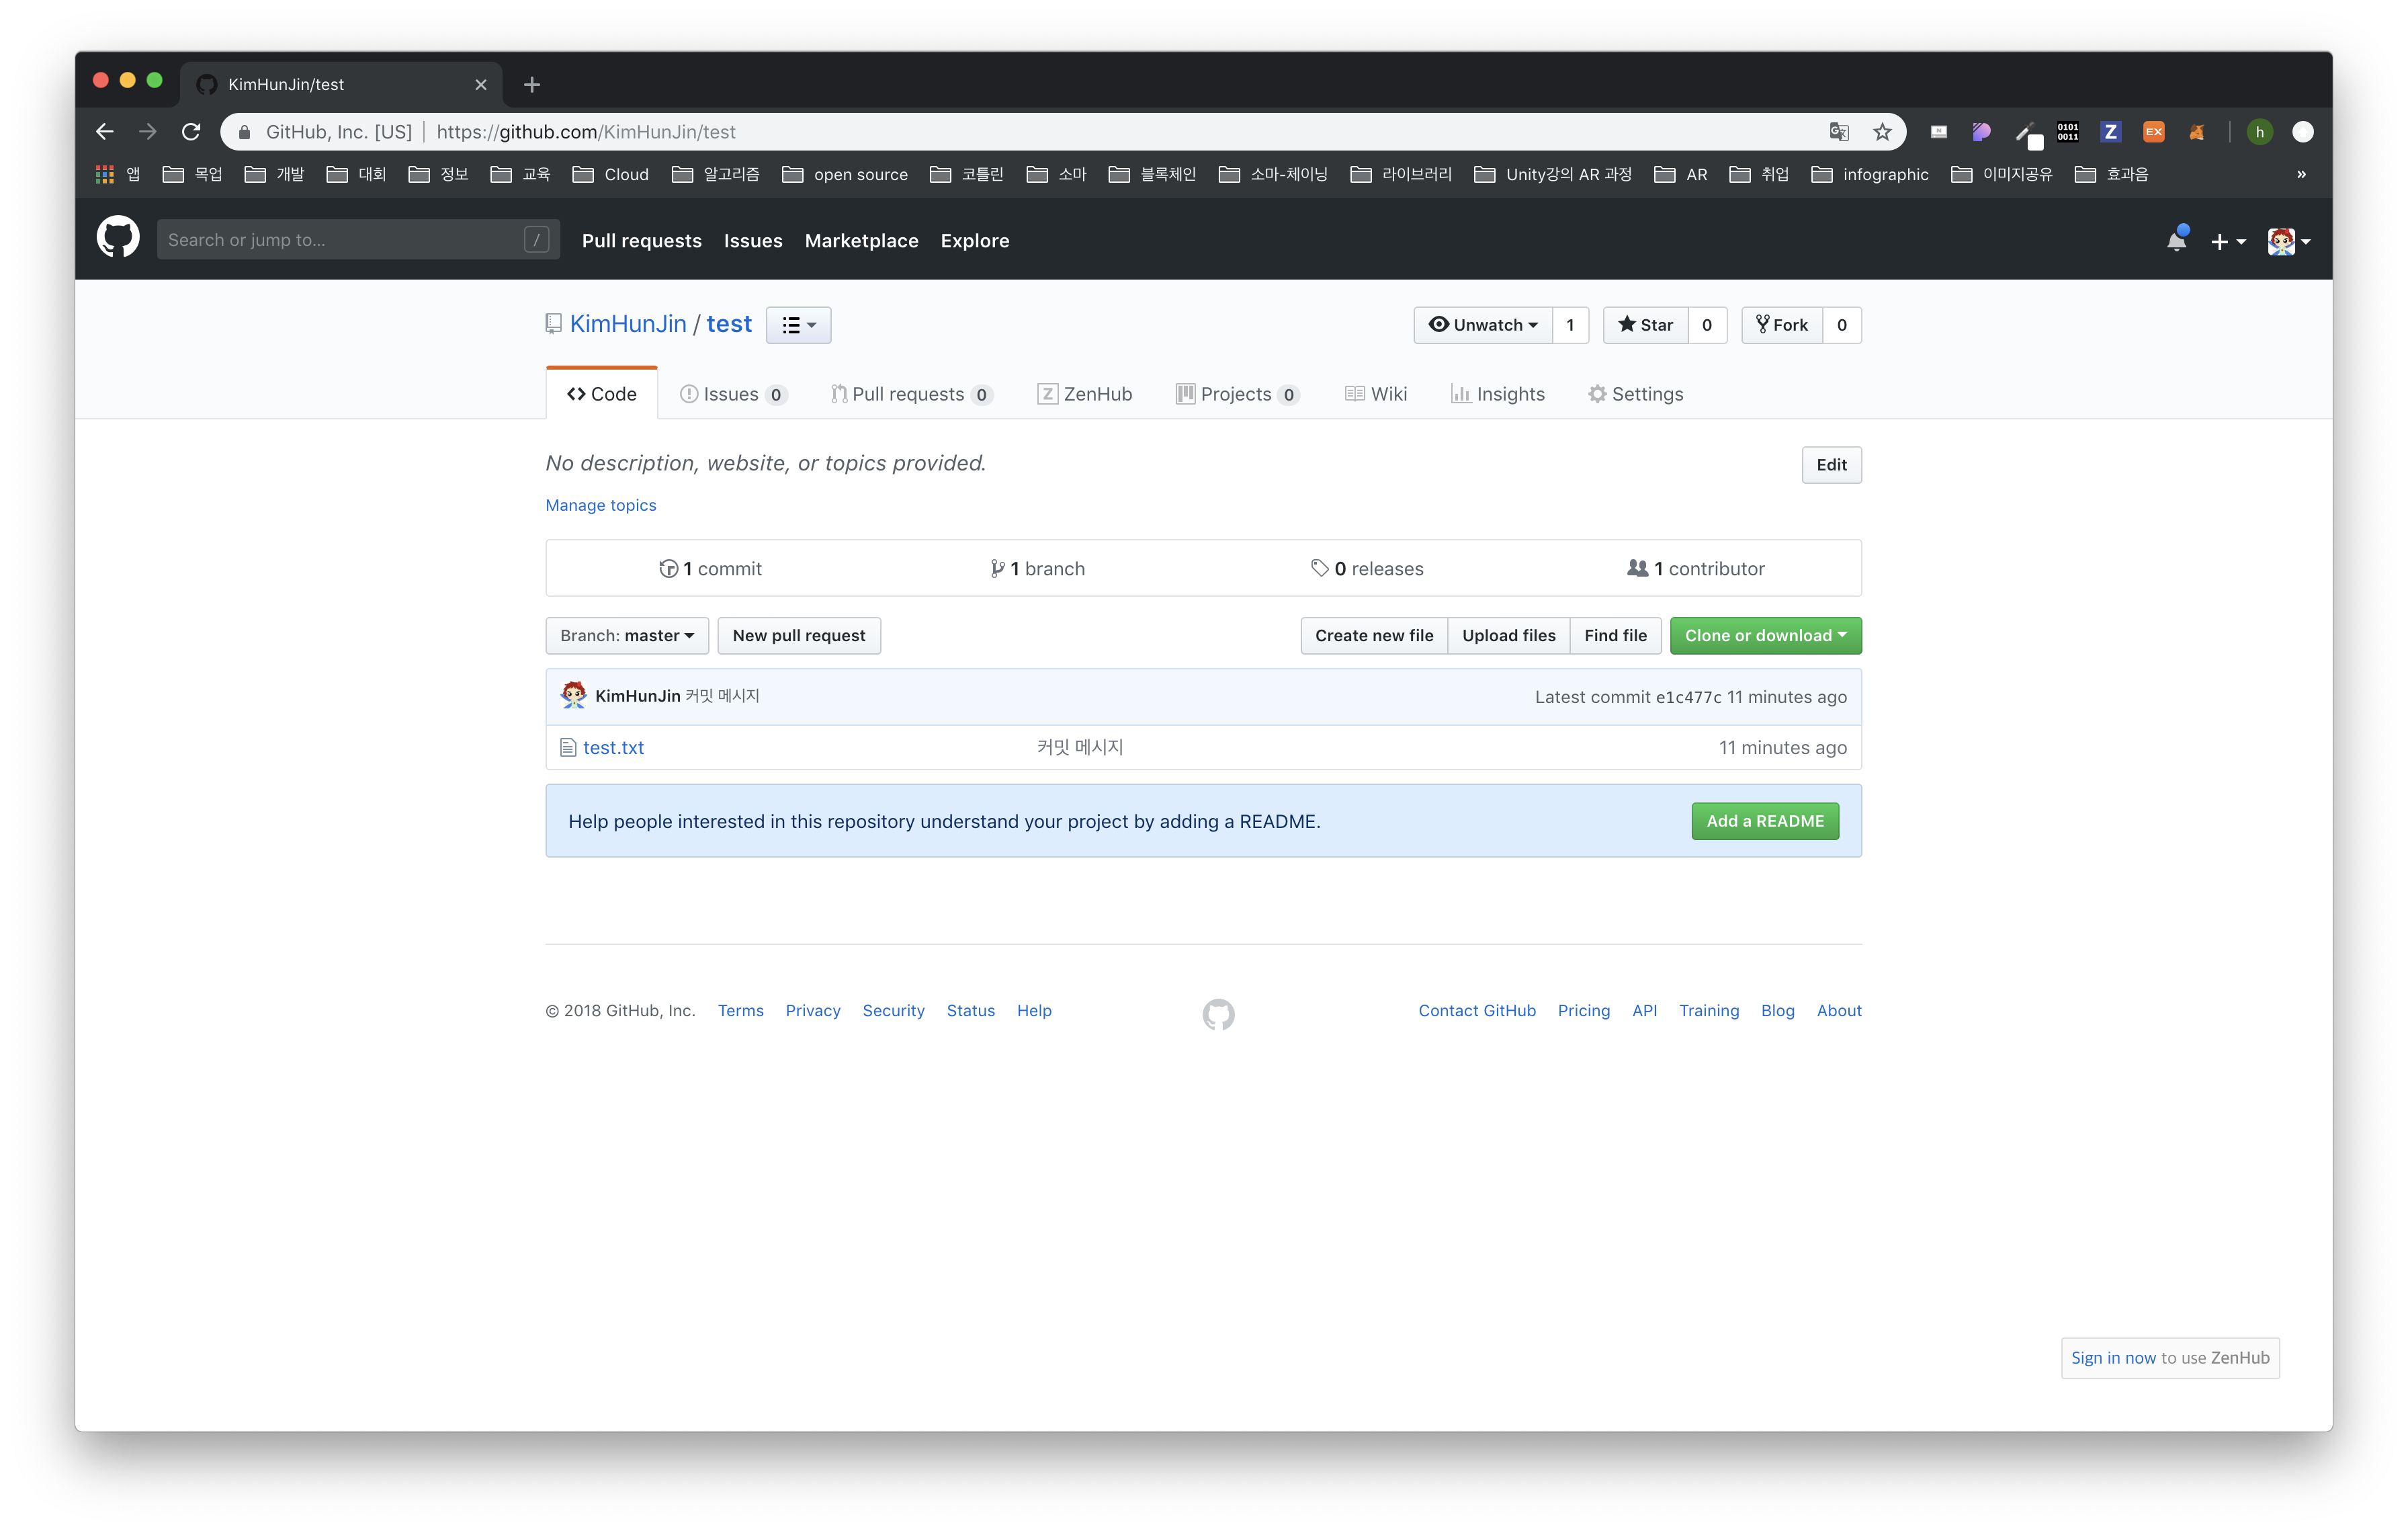 KimHunJin/test
GitHub, Inc. [US] https://github.com/KimHunJin/test
0101
0011
Z
EX
h
앱 목업 개발 대회 정보 교육 Cloud 알고리즘 open source 코틀린 소마 블록체인 소마-체이닝 라이브러리 Unity강의 AR 과정 AR 취업 infographic 이미지공유 효과음 »
Search or jump to... / Pull requests Issues Marketplace Explore
KimHunJin / test Unwatch 1 Star 0 Fork 0
Code Issues 0 Pull requests 0 Z ZenHub Projects 0 Wiki Insights Settings
No description, website, or topics provided. Edit
Manage topics
1 commit 1 branch 0 releases 1 contributor
Branch: master New pull request Create new file Upload files Find file Clone or download
KimHunJin 커밋 메시지 Latest commit e1c477c 11 minutes ago
test.txt 커밋 메시지 11 minutes ago
Help people interested in this repository understand your project by adding a README. Add a README
© 2018 GitHub, Inc. Terms Privacy Security Status Help Contact GitHub Pricing API Training Blog About
Sign in now to use ZenHub